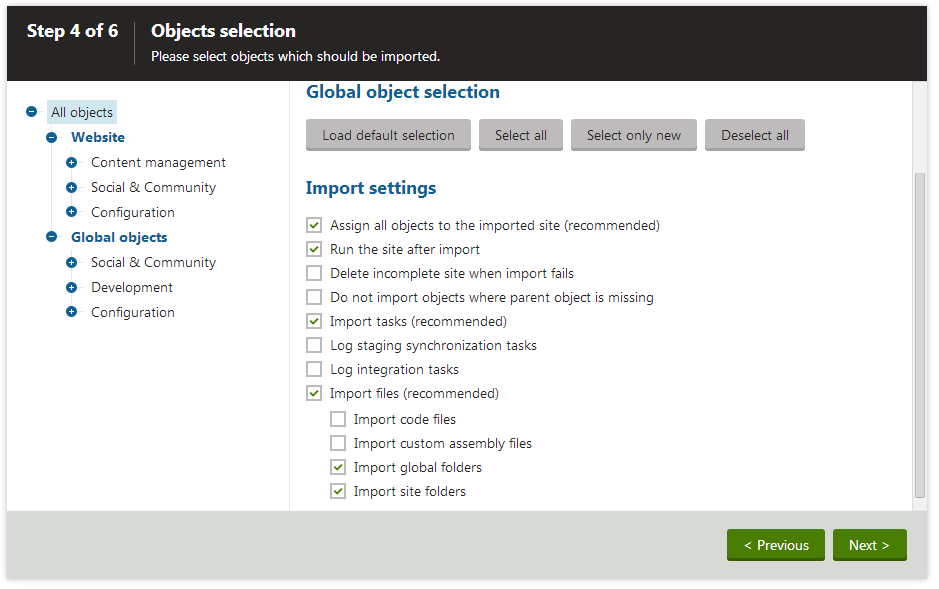 Step 4 of 6
Objects selection
Please select objects which should be imported.
All objects
Website
Content management
Social & Community
Configuration
Global objects
Social & Community
Development
Configuration
Global object selection
Load default selection
Select all
Select only new
Deselect all
Import settings
Assign all objects to the imported site (recommended)
Run the site after import
Delete incomplete site when import fails
Do not import objects where parent object is missing
Import tasks (recommended)
Log staging synchronization tasks
Log integration tasks
Import files (recommended)
Import code files
Import custom assembly files
Import global folders
Import site folders
< Previous
Next >